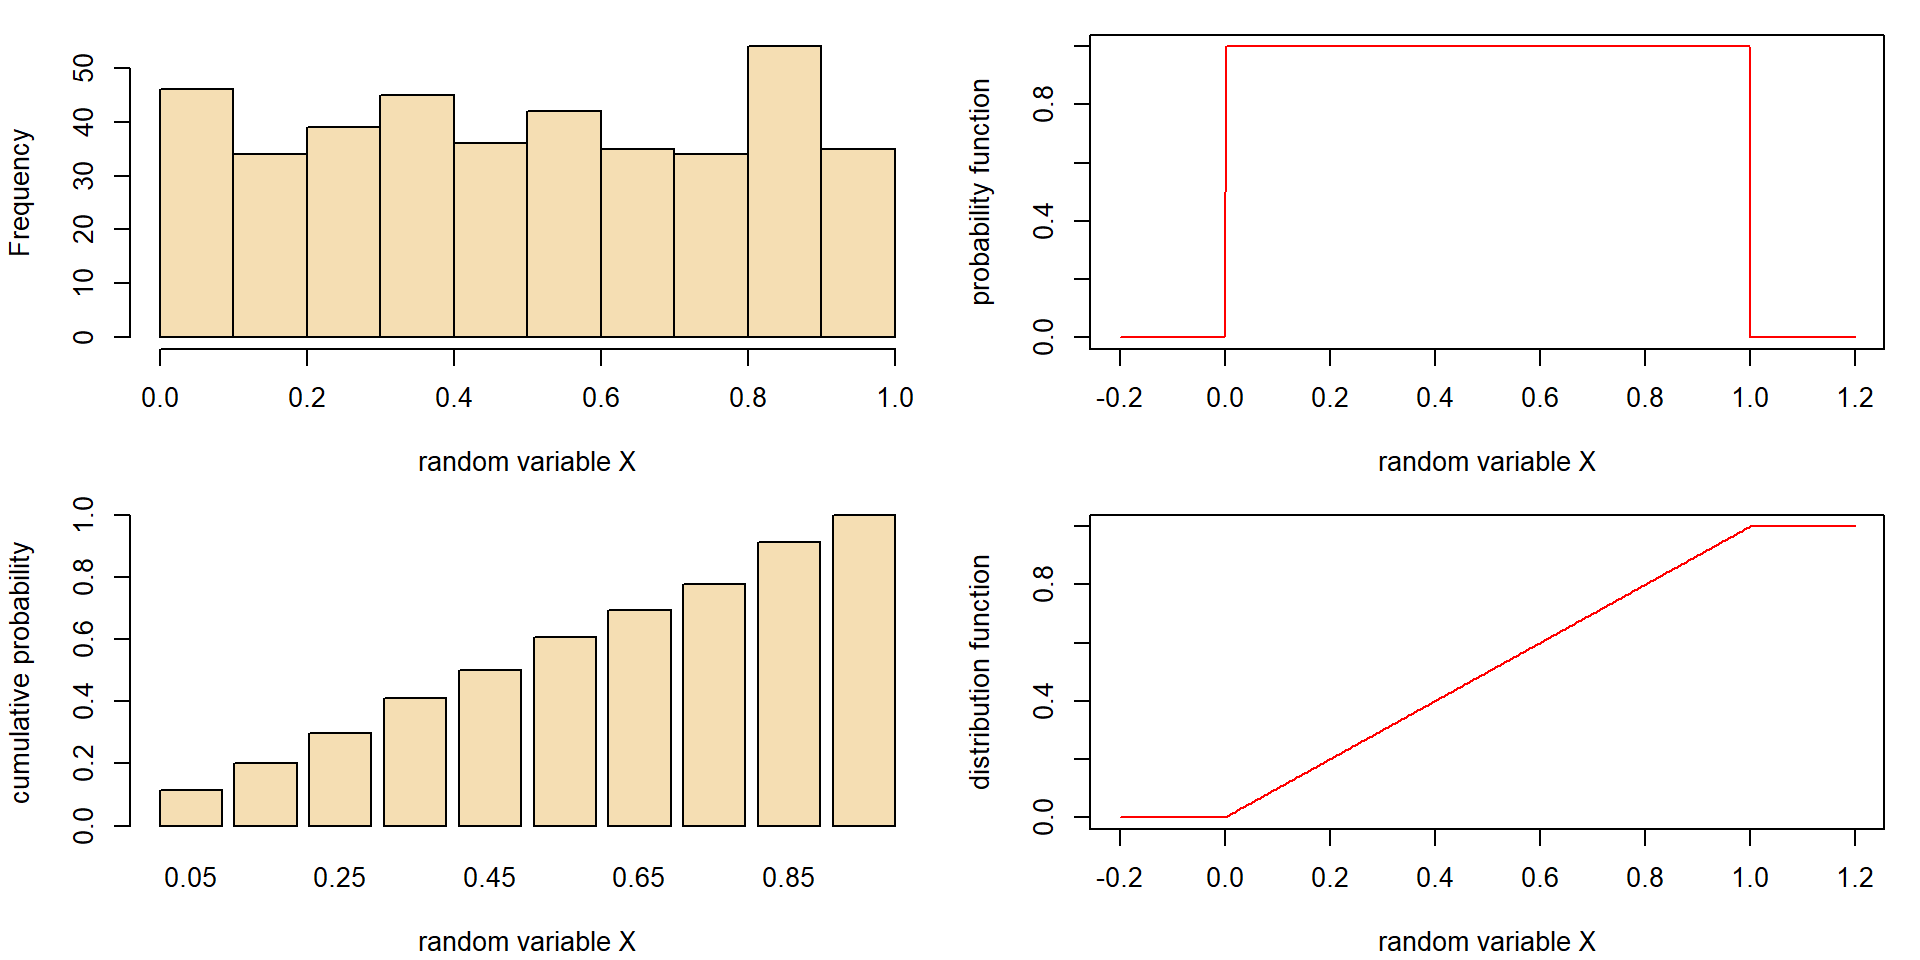 Frequency
50
40
30
20
10
0
0.0 0.2 0.4 0.6 0.8 1.0
random variable X
probability function
0.8
0.4
0.0
-0.2 0.0 0.2 0.4 0.6 0.8 1.0 1.2
random variable X
cumulative probability
1.0
0.8
0.6
0.4
0.2
0.0
0.05 0.25 0.45 0.65 0.85
random variable X
distribution function
0.8
0.4
0.0
-0.2 0.0 0.2 0.4 0.6 0.8 1.0 1.2
random variable X